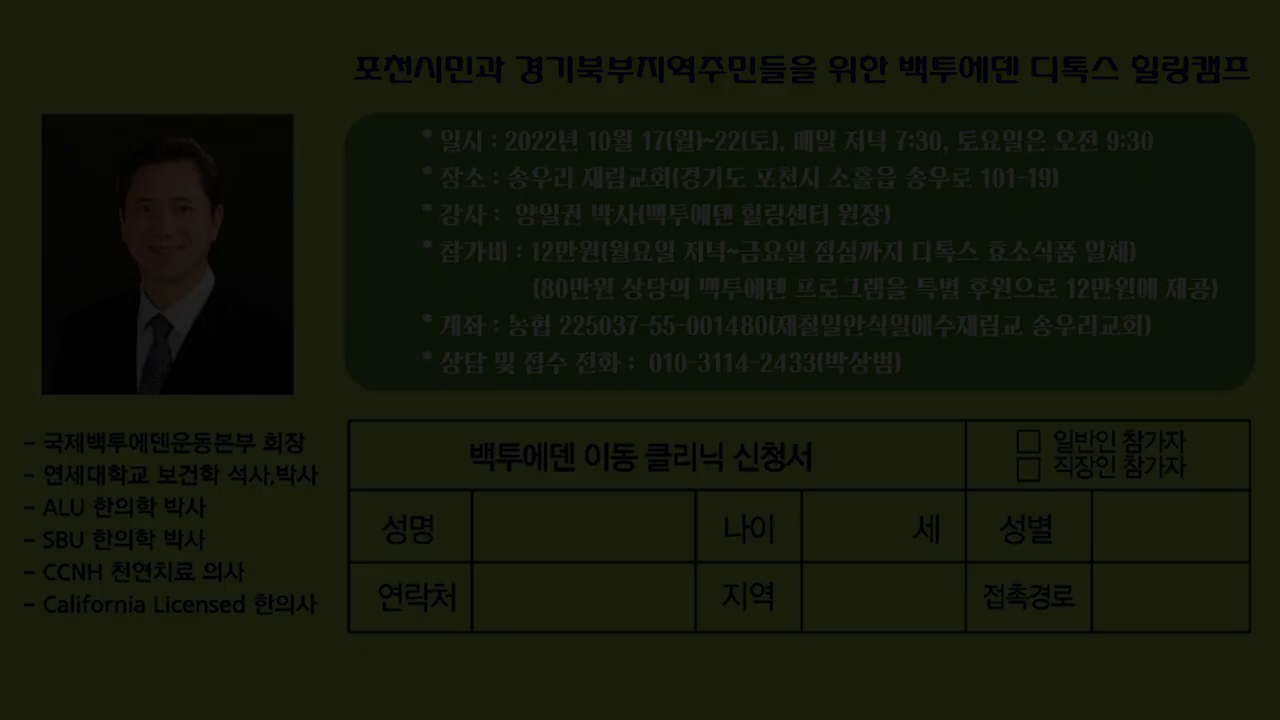 포천시민과 경기북부지역주민들을 위한 백투에덴 디톡스 힐링캠프
* 일시 : 2022년 10월 17(월)~22(토), 매일 저녁 7:30, 토요일은 오전 9:30
* 장소 : 송우리 재림교회(경기도 포천시 소흘읍 송우로 101-19)
* 강사 : 양일권 박사(백투에덴 힐링센터 원장)
* 참가비 : 12만원(월요일 저녁~금요일 점심까지 디톡스 효소식품 일체)
(80만원 상당의 백투에덴 프로그램을 특별 후원으로 12만원에 제공)
* 계좌 : 농협 225037-55-001480(제칠일안식일예수재림교 송우리교회)
* 상담 및 접수 전화 : 010-3114-2433(박상범)
- 국제백투에덴운동본부 회장
- 연세대학교 보건학 석사,박사
- ALU 한의학 박사
- SBU 한의학 박사
- CCNH 천연치료 의사
- California Licensed 한의사
백투에덴 이동 클리닉 신청서
□ 일반인 참가자
□ 직장인 참가자
성명 나이 세 성별
연락처 지역 접촉경로